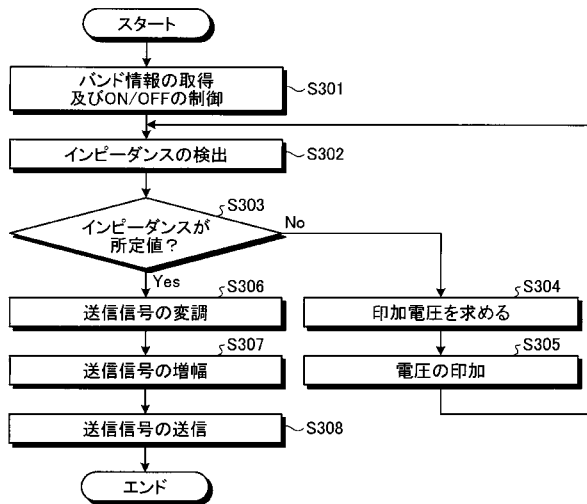 スタート
バンド情報の取得
及びON/OFFの制御
S301
インピーダンスの検出
S302
S303
インピーダンスが
所定値?
No
Yes
S306
送信信号の変調
S304
印加電圧を求める
S307
送信信号の増幅
S305
電圧の印加
送信信号の送信
S308
エンド